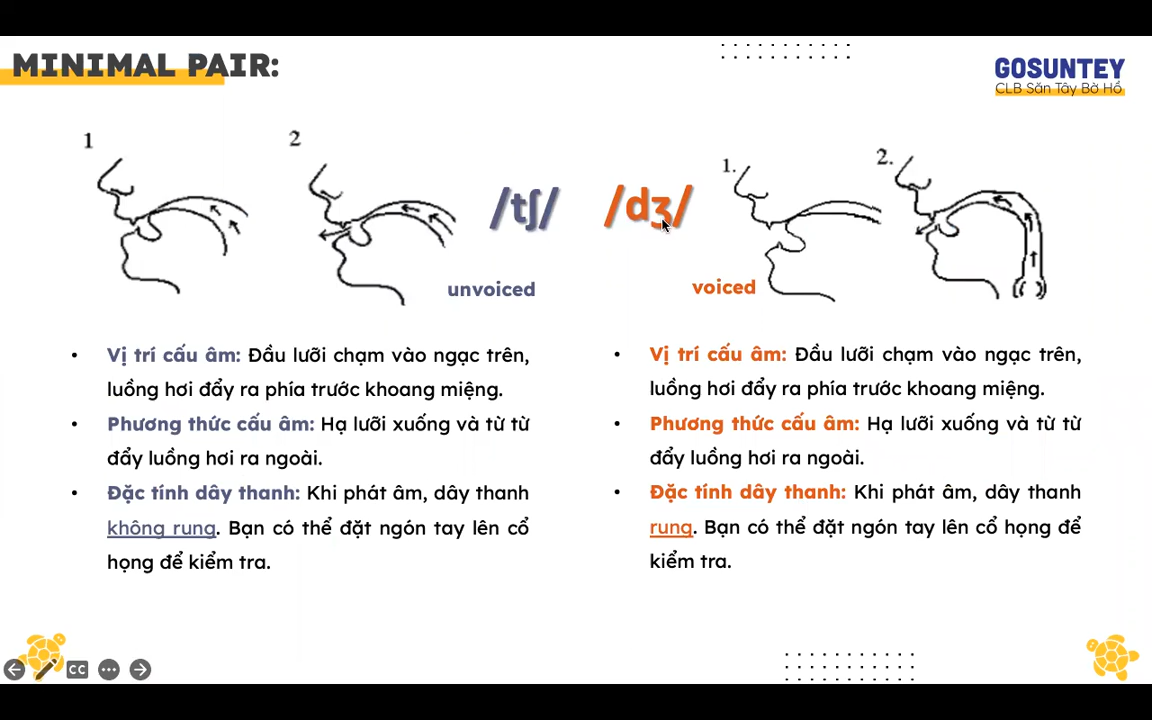 MINIMAL PAIR:
GOSUNTEY
CLB Săn Tây Bờ Hồ
1
2
/tʃ/
/dʒ/
1.
2.
unvoiced
voiced
• Vị trí cấu âm: Đầu lưỡi chạm vào ngạc trên,
luồng hơi đẩy ra phía trước khoang miệng.
• Phương thức cấu âm: Hạ lưỡi xuống và từ từ
đẩy luồng hơi ra ngoài.
• Đặc tính dây thanh: Khi phát âm, dây thanh
không rung. Bạn có thể đặt ngón tay lên cổ
họng để kiểm tra.
• Vị trí cấu âm: Đầu lưỡi chạm vào ngạc trên,
luồng hơi đẩy ra phía trước khoang miệng.
• Phương thức cấu âm: Hạ lưỡi xuống và từ từ
đẩy luồng hơi ra ngoài.
• Đặc tính dây thanh: Khi phát âm, dây thanh
rung. Bạn có thể đặt ngón tay lên cổ họng để
kiểm tra.
CC